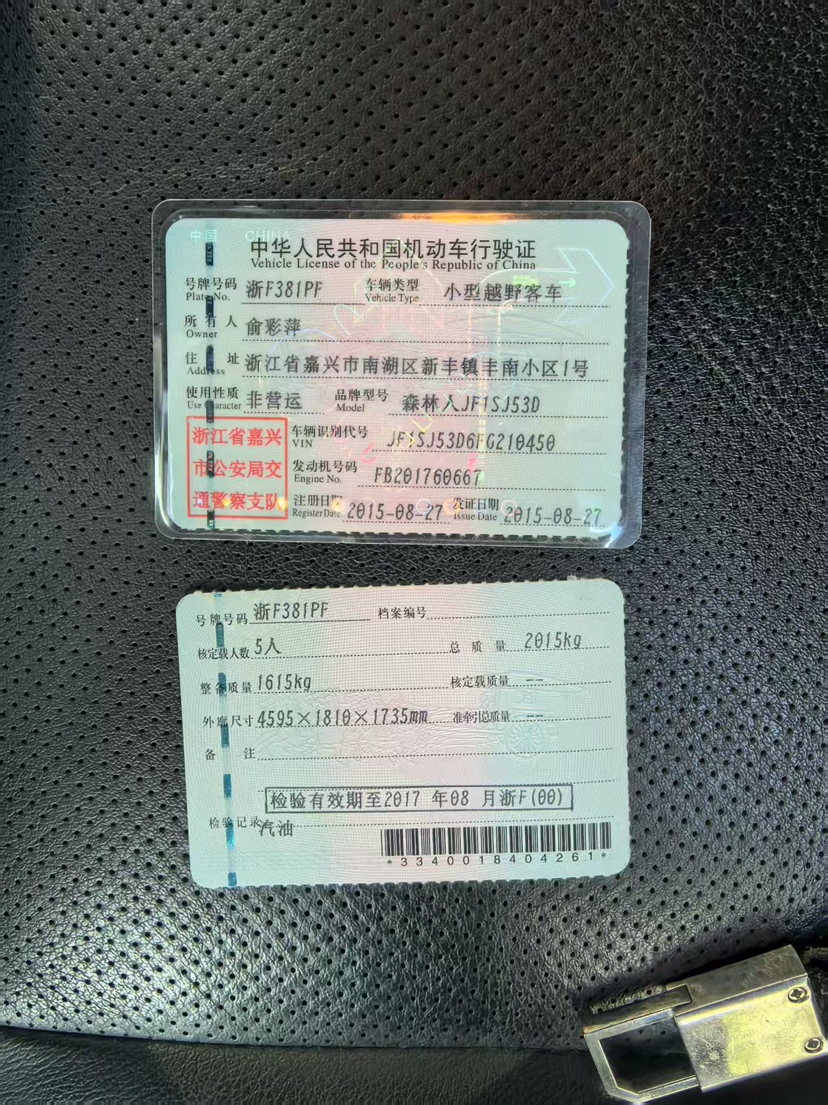 中国 CHINA
中华人民共和国机动车行驶证
Vehicle License of the People's Republic of China
号牌号码 浙F381PF 车辆类型 小型越野客车
Plate No. Vehicle Type
所有人 俞彩萍
Owner
住址 浙江省嘉兴市南湖区新丰镇丰南小区1号
Address
使用性质 非营运 品牌型号 森林人JF1SJ53D
Use Character Model
浙江省嘉兴 车辆识别代号 JF1SJ53D6FG210450
VIN
市公安局交 发动机号码 FB201760667
Engine No.
通警察支队 注册日期 2015-08-27 发证日期 2015-08-27
Register Date Issue Date
号牌号码 浙F381PF 档案编号
核定载人数 5人 总质量 2015kg
整备质量 1615kg 核定载质量 --
外廓尺寸 4595×1810×1735mm 准牵引总质量 --
备注
检验有效期至2017 年08 月浙F(00)
检验记录 汽油
*3340018404261*